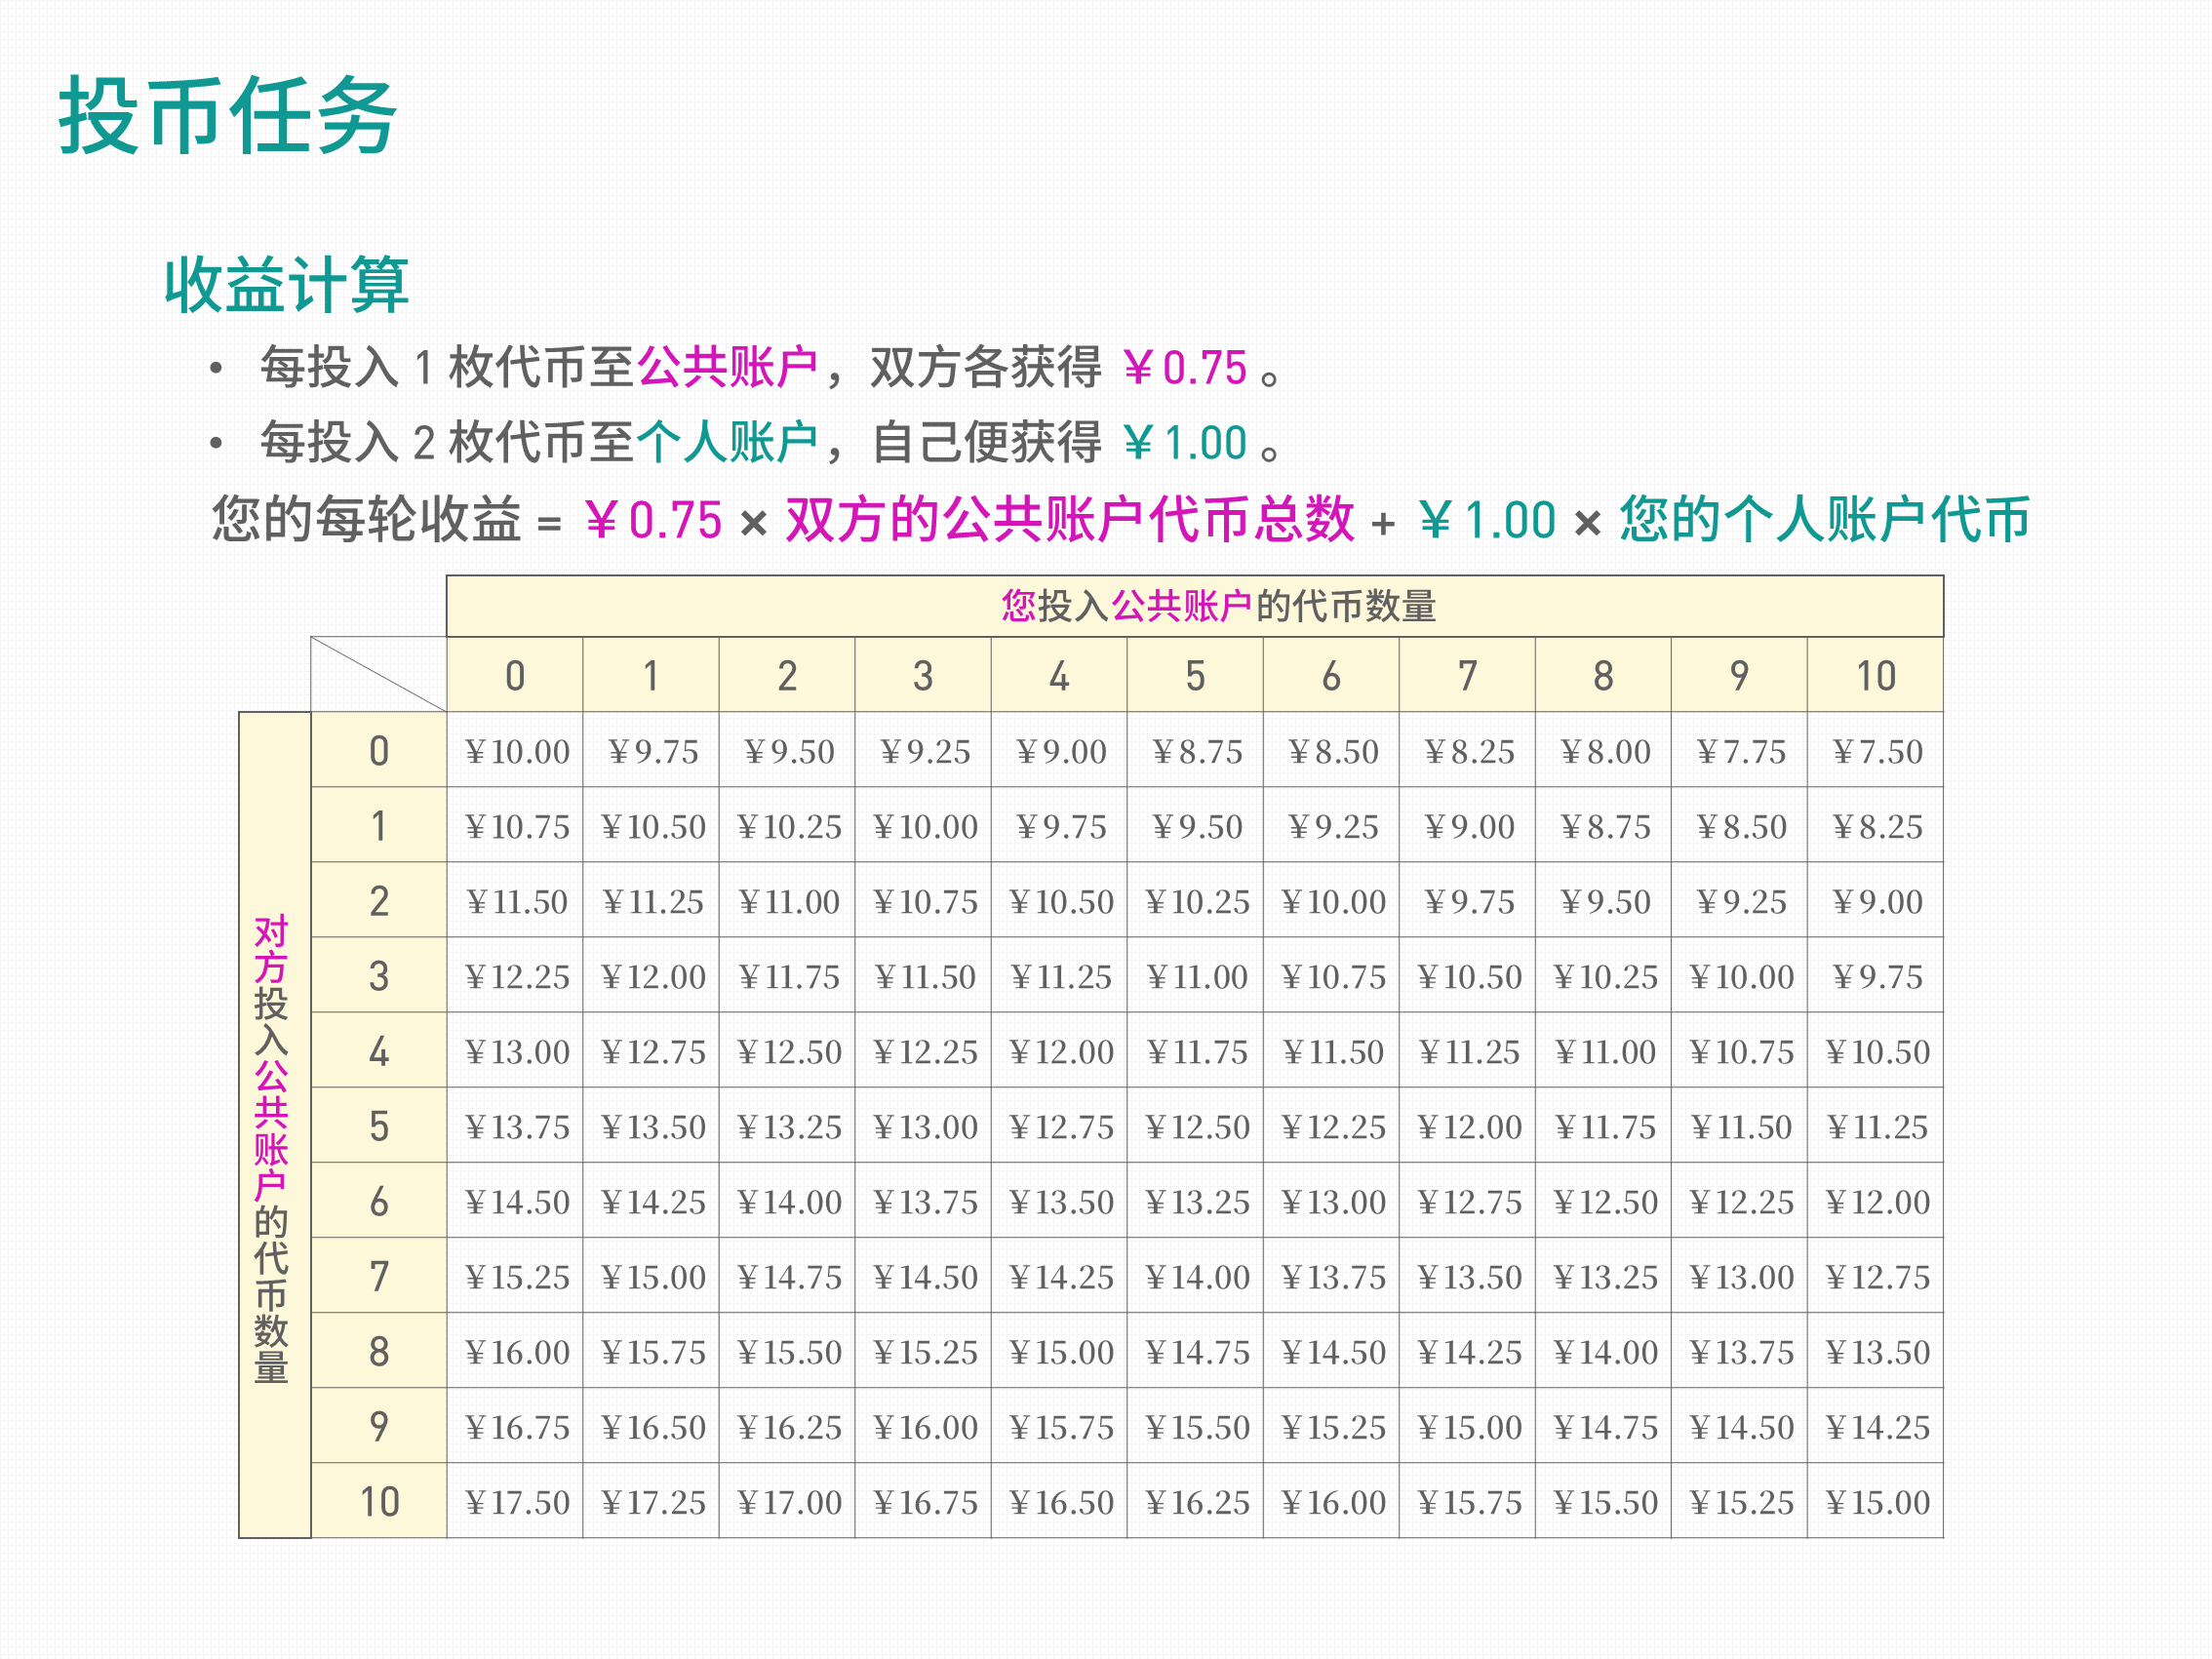 投币任务
收益计算
• 每投入 1 枚代币至公共账户，双方各获得 ￥0.75 。
• 每投入 2 枚代币至个人账户，自己便获得 ￥1.00 。
您的每轮收益 = ￥0.75 × 双方的公共账户代币总数 + ￥1.00 × 您的个人账户代币
您投入公共账户的代币数量
0 1 2 3 4 5 6 7 8 9 10
对方投入公共账户的代币数量
0 ¥10.00 ¥9.75 ¥9.50 ¥9.25 ¥9.00 ¥8.75 ¥8.50 ¥8.25 ¥8.00 ¥7.75 ¥7.50
1 ¥10.75 ¥10.50 ¥10.25 ¥10.00 ¥9.75 ¥9.50 ¥9.25 ¥9.00 ¥8.75 ¥8.50 ¥8.25
2 ¥11.50 ¥11.25 ¥11.00 ¥10.75 ¥10.50 ¥10.25 ¥10.00 ¥9.75 ¥9.50 ¥9.25 ¥9.00
3 ¥12.25 ¥12.00 ¥11.75 ¥11.50 ¥11.25 ¥11.00 ¥10.75 ¥10.50 ¥10.25 ¥10.00 ¥9.75
4 ¥13.00 ¥12.75 ¥12.50 ¥12.25 ¥12.00 ¥11.75 ¥11.50 ¥11.25 ¥11.00 ¥10.75 ¥10.50
5 ¥13.75 ¥13.50 ¥13.25 ¥13.00 ¥12.75 ¥12.50 ¥12.25 ¥12.00 ¥11.75 ¥11.50 ¥11.25
6 ¥14.50 ¥14.25 ¥14.00 ¥13.75 ¥13.50 ¥13.25 ¥13.00 ¥12.75 ¥12.50 ¥12.25 ¥12.00
7 ¥15.25 ¥15.00 ¥14.75 ¥14.50 ¥14.25 ¥14.00 ¥13.75 ¥13.50 ¥13.25 ¥13.00 ¥12.75
8 ¥16.00 ¥15.75 ¥15.50 ¥15.25 ¥15.00 ¥14.75 ¥14.50 ¥14.25 ¥14.00 ¥13.75 ¥13.50
9 ¥16.75 ¥16.50 ¥16.25 ¥16.00 ¥15.75 ¥15.50 ¥15.25 ¥15.00 ¥14.75 ¥14.50 ¥14.25
10 ¥17.50 ¥17.25 ¥17.00 ¥16.75 ¥16.50 ¥16.25 ¥16.00 ¥15.75 ¥15.50 ¥15.25 ¥15.00